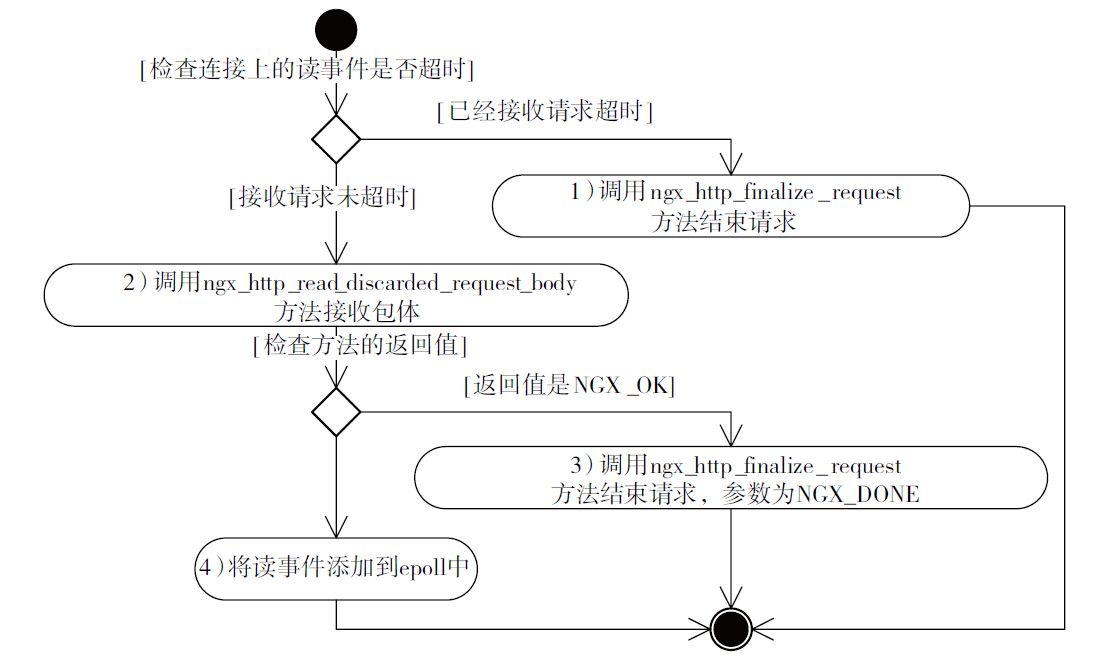 [检查连接上的读事件是否超时]
[已经接收请求超时]
1)调用ngx_http_finalize_request
方法结束请求
[接收请求未超时]
2)调用ngx_http_read_discarded_request_body
方法接收包体
[检查方法的返回值]
[返回值是NGX_OK]
3)调用ngx_http_finalize_request
方法结束请求，参数为NGX_DONE
4)将读事件添加到epoll中